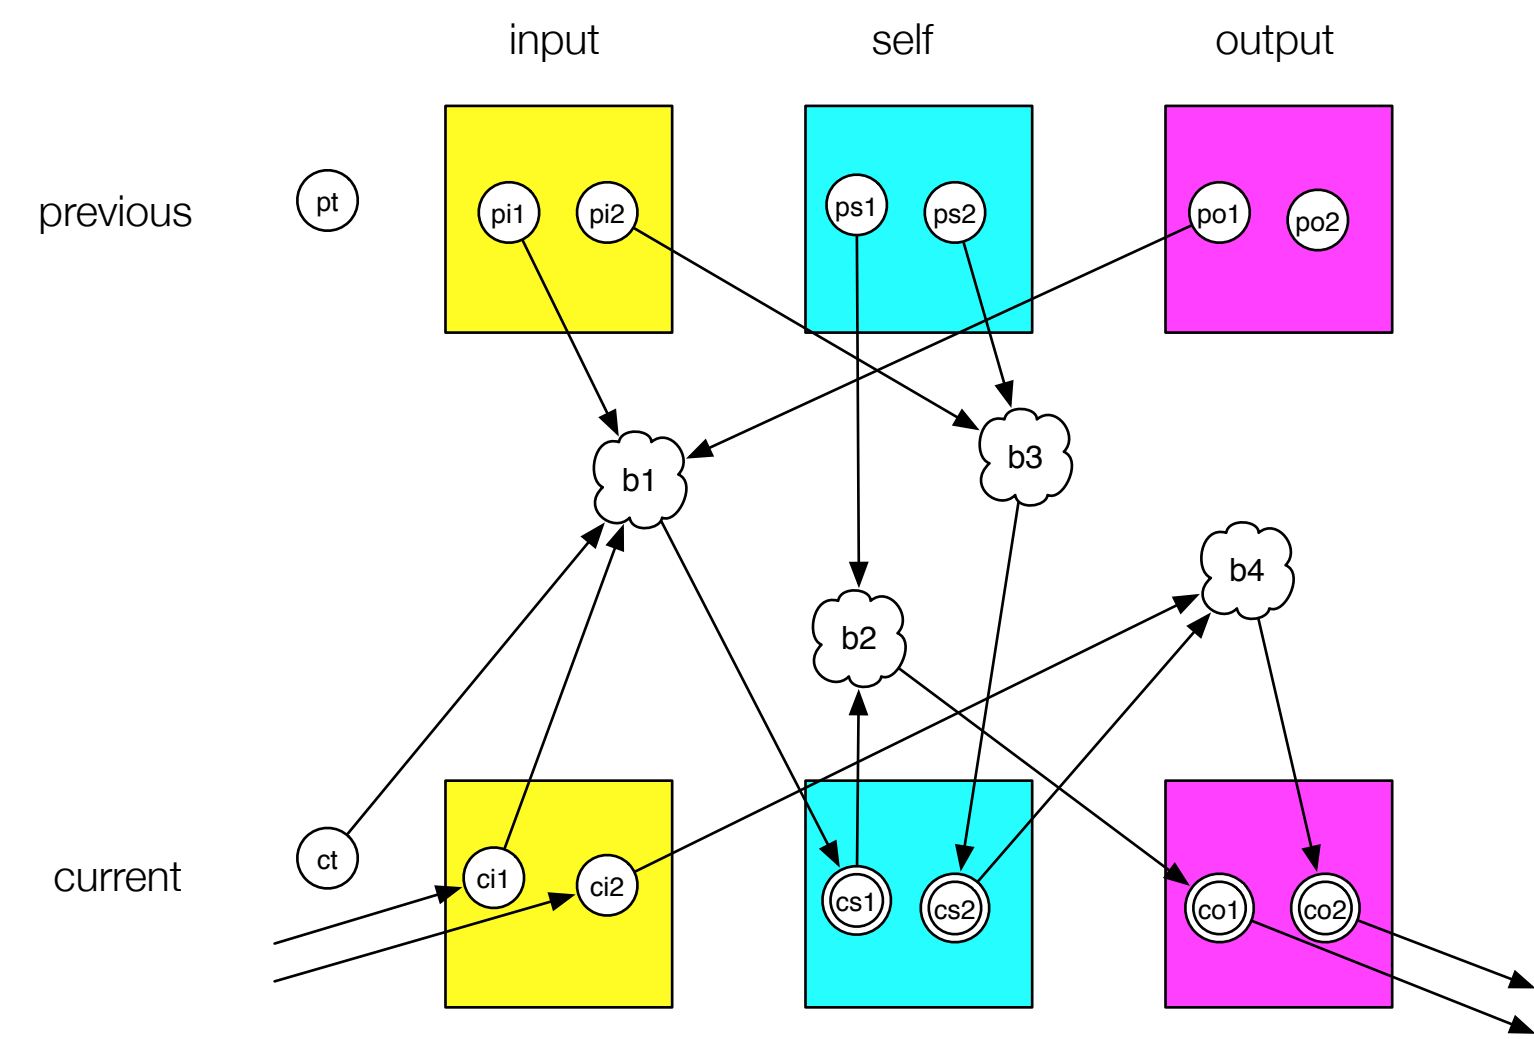 input self output
previous pt pi1 pi2 ps1 ps2 po1 po2
b1 b3
b2 b4
current ct ci1 ci2 cs1 cs2 co1 co2